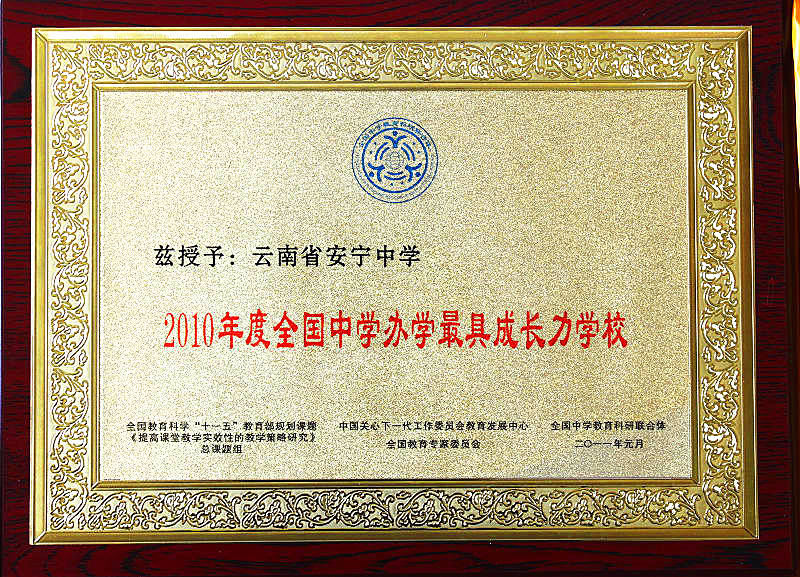 兹授予：云南省安宁中学
2010年度全国中学办学最具成长力学校
全国教育科学“十一五”教育部规划课题
《提高课堂教学实效性的教学策略研究》
总课题组
中国关心下一代工作委员会教育发展中心
全国教育专家委员会
全国中学教育科研联合体
二〇一一年元月